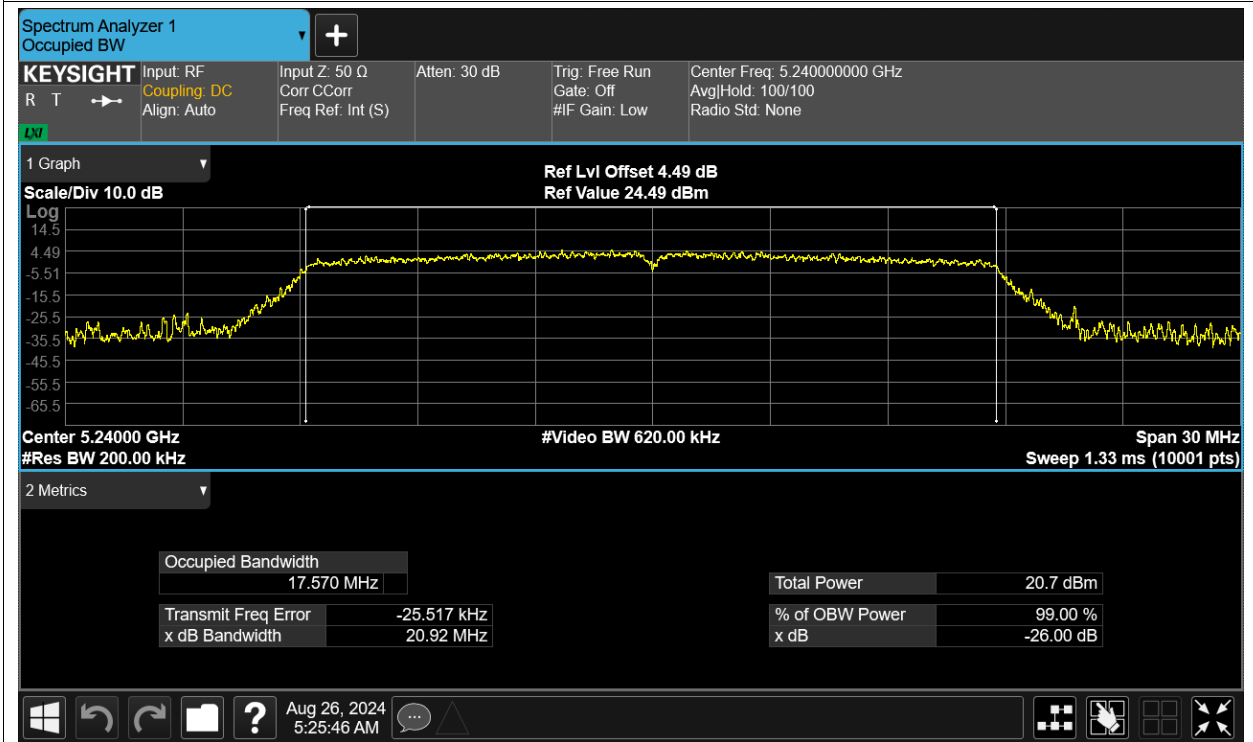 Spectrum Analyzer 1
Occupied BW
KEYSIGHT
R T
LXI
Input: RF
Coupling: DC
Align: Auto
Input Z: 50 Ω
Corr CCorr
Freq Ref: Int (S)
Atten: 30 dB
Trig: Free Run
Gate: Off
#IF Gain: Low
Center Freq: 5.240000000 GHz
Avg|Hold: 100/100
Radio Std: None
1 Graph
Scale/Div 10.0 dB
Ref Lvl Offset 4.49 dB
Ref Value 24.49 dBm
Log
14.5
4.49
-5.51
-15.5
-25.5
-35.5
-45.5
-55.5
-65.5
Center 5.24000 GHz
#Video BW 620.00 kHz
Span 30 MHz
#Res BW 200.00 kHz
Sweep 1.33 ms (10001 pts)
2 Metrics
Occupied Bandwidth
17.570 MHz
Total Power 20.7 dBm
Transmit Freq Error -25.517 kHz
% of OBW Power 99.00 %
x dB Bandwidth 20.92 MHz
x dB -26.00 dB
?
Aug 26, 2024
5:25:46 AM